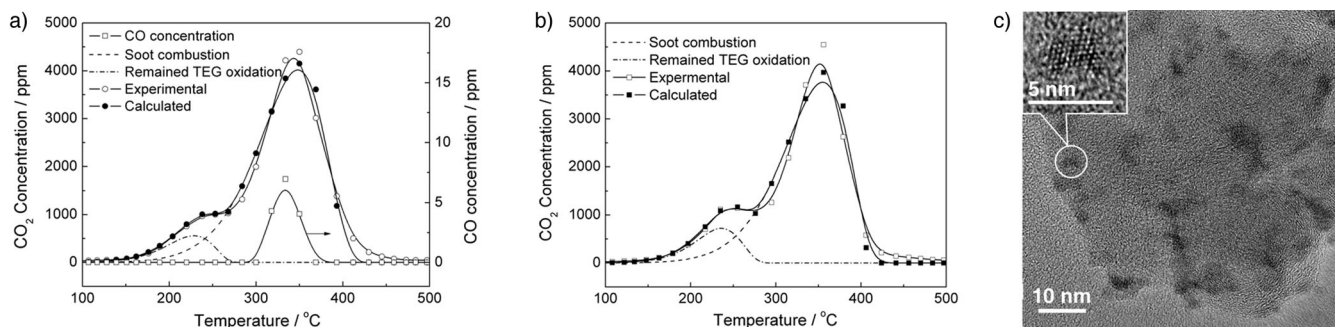 a)
5000
4000
3000
2000
1000
0
CO₂ Concentration / ppm
CO concentration
Soot combustion
Remained TEG oxidation
Experimental
Calculated
20
15
10
5
0
CO concentration / ppm
100 200 300 400 500
Temperature / °C
b)
5000
4000
3000
2000
1000
0
CO₂ Concentration / ppm
Soot combustion
Remained TEG oxidation
Expermental
Calculated
100 200 300 400 500
Temperature / °C
c)
5 nm
10 nm